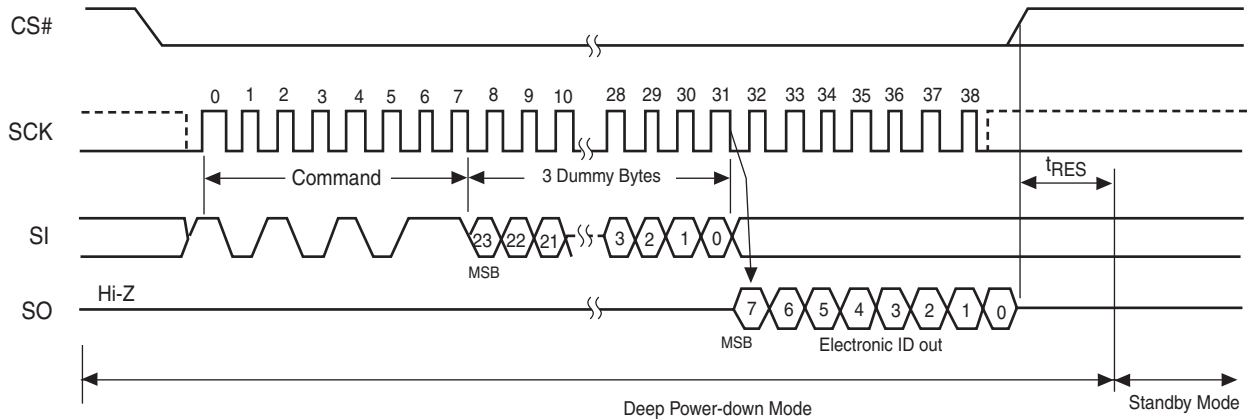 CS#
0 1 2 3 4 5 6 7 8 9 10 28 29 30 31 32 33 34 35 36 37 38
SCK
tRES
Command 3 Dummy Bytes
SI 23 22 21 3 2 1 0
MSB
Hi-Z
SO 7 6 5 4 3 2 1 0
MSB Electronic ID out
Deep Power-down Mode Standby Mode